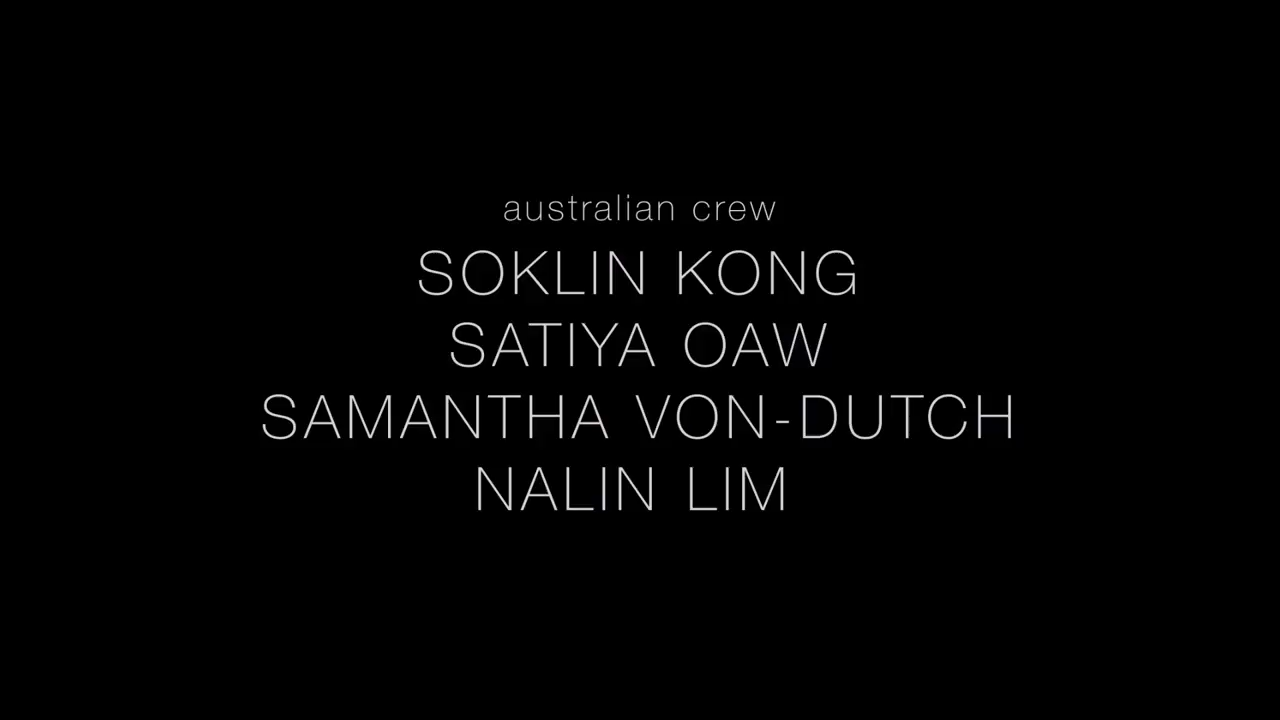 australian crew
SOKLIN KONG
SATIYA OAW
SAMANTHA VON-DUTCH
NALIN LIM